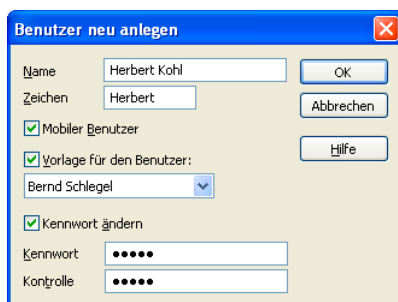 Benutzer neu anlegen
Name Herbert Kohl OK
Zeichen Herbert Abbrechen
Mobiler Benutzer
Vorlage für den Benutzer: Hilfe
Bernd Schlegel
Kennwort ändern
Kennwort •••••
Kontrolle •••••